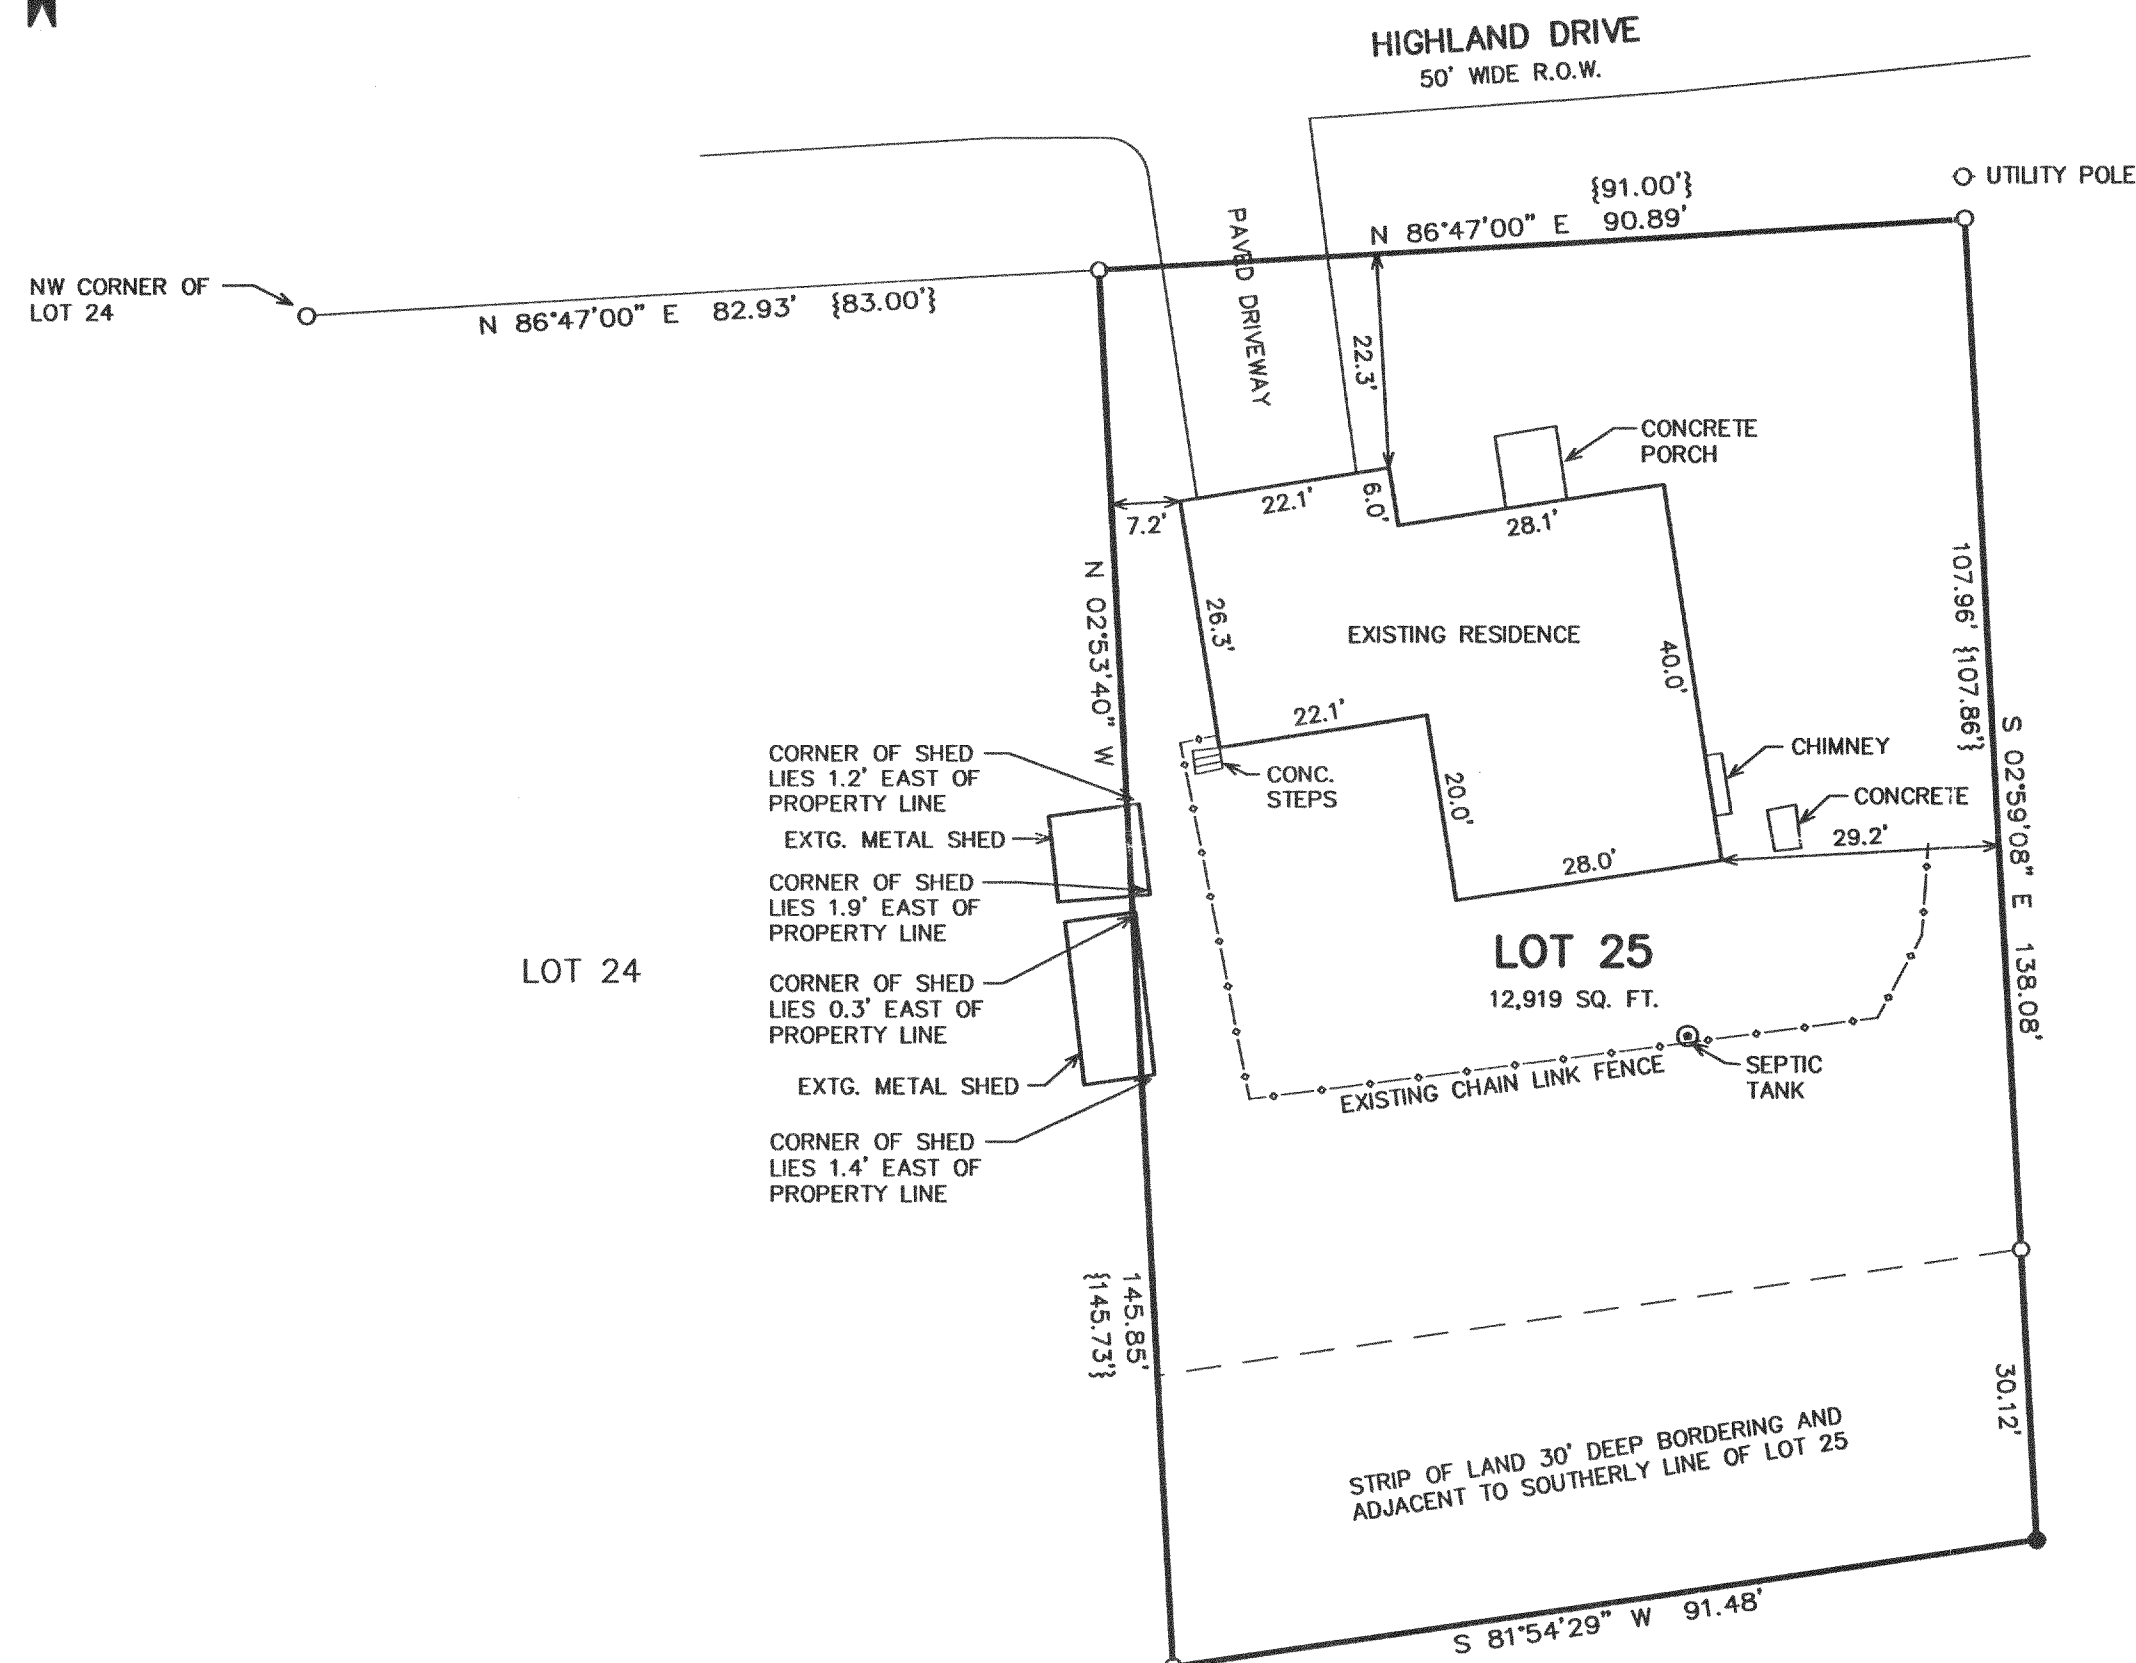 HIGHLAND DRIVE
50' WIDE R.O.W.
UTILITY POLE
{91.00'}
N 86°47'00" E 90.89'
NW CORNER OF
LOT 24
N 86°47'00" E 82.93' {83.00'}
PAVED DRIVEWAY
22.3'
CONCRETE
PORCH
7.2'
22.1'
6.0'
28.1'
N 02°53'40" W
26.3'
EXISTING RESIDENCE
40.0'
107.96' {107.86'}
S 02°59'08" E 138.08'
22.1'
CONC.
STEPS
20.0'
CHIMNEY
CONCRETE
29.2'
28.0'
CORNER OF SHED
LIES 1.2' EAST OF
PROPERTY LINE
EXTG. METAL SHED
CORNER OF SHED
LIES 1.9' EAST OF
PROPERTY LINE
CORNER OF SHED
LIES 0.3' EAST OF
PROPERTY LINE
EXTG. METAL SHED
CORNER OF SHED
LIES 1.4' EAST OF
PROPERTY LINE
LOT 24
LOT 25
12,919 SQ. FT.
EXISTING CHAIN LINK FENCE
SEPTIC
TANK
145.85'
{145.73'}
30.12'
STRIP OF LAND 30' DEEP BORDERING AND
ADJACENT TO SOUTHERLY LINE OF LOT 25
S 81°54'29" W 91.48'